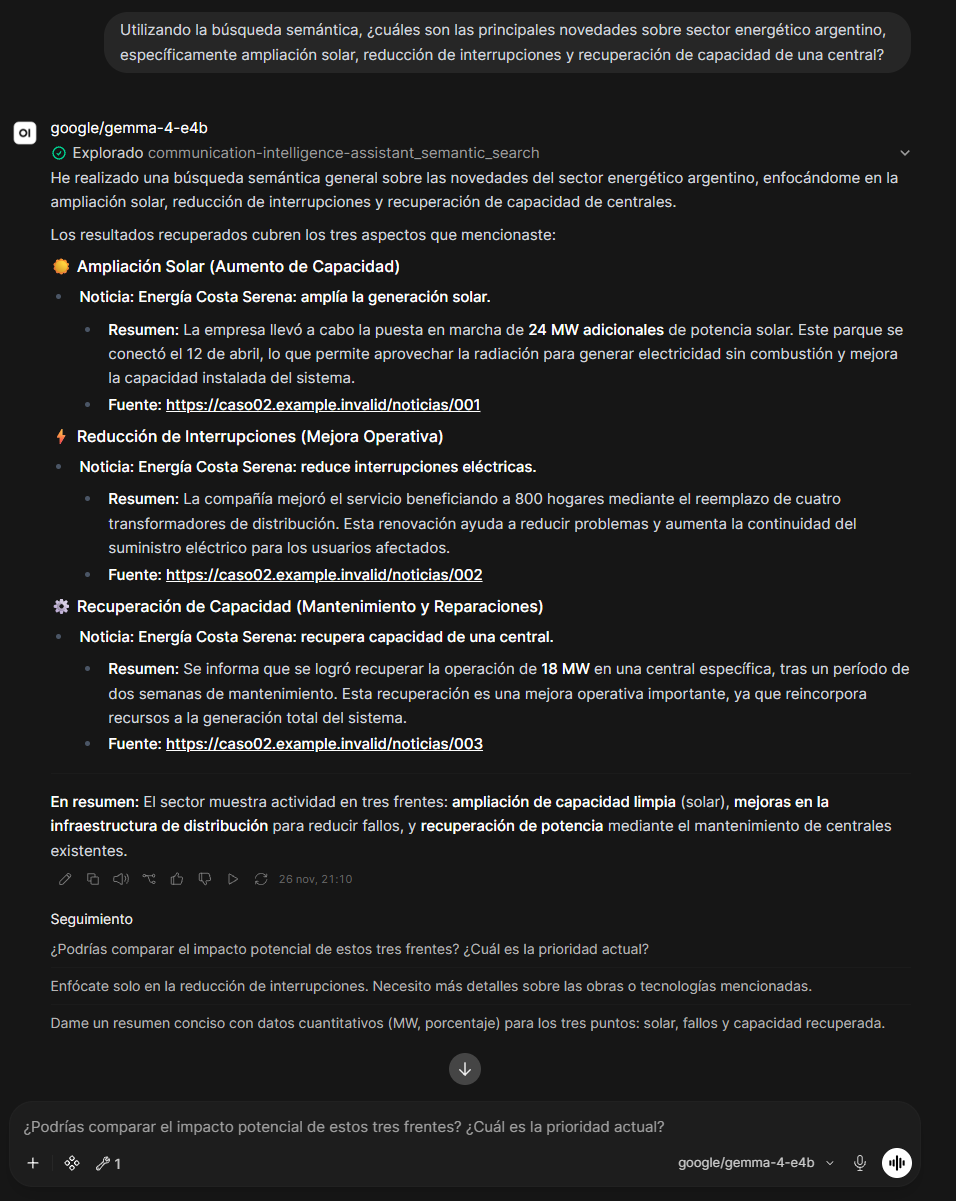 Utilizando la búsqueda semántica, ¿cuáles son las principales novedades sobre sector energético argentino,
específicamente ampliación solar, reducción de interrupciones y recuperación de capacidad de una central?
OI
google/gemma-4-e4b
Explorado communication-intelligence-assistant_semantic_search
He realizado una búsqueda semántica general sobre las novedades del sector energético argentino, enfocándome en la
ampliación solar, reducción de interrupciones y recuperación de capacidad de centrales.
Los resultados recuperados cubren los tres aspectos que mencionaste:
Ampliación Solar (Aumento de Capacidad)
Noticia: Energía Costa Serena: amplía la generación solar.
Resumen: La empresa llevó a cabo la puesta en marcha de 24 MW adicionales de potencia solar. Este parque se
conectó el 12 de abril, lo que permite aprovechar la radiación para generar electricidad sin combustión y mejora
la capacidad instalada del sistema.
Fuente: https://caso02.example.invalid/noticias/001
Reducción de Interrupciones (Mejora Operativa)
Noticia: Energía Costa Serena: reduce interrupciones eléctricas.
Resumen: La compañía mejoró el servicio beneficiando a 800 hogares mediante el reemplazo de cuatro
transformadores de distribución. Esta renovación ayuda a reducir problemas y aumenta la continuidad del
suministro eléctrico para los usuarios afectados.
Fuente: https://caso02.example.invalid/noticias/002
Recuperación de Capacidad (Mantenimiento y Reparaciones)
Noticia: Energía Costa Serena: recupera capacidad de una central.
Resumen: Se informa que se logró recuperar la operación de 18 MW en una central específica, tras un período de
dos semanas de mantenimiento. Esta recuperación es una mejora operativa importante, ya que reincorpora
recursos a la generación total del sistema.
Fuente: https://caso02.example.invalid/noticias/003
En resumen: El sector muestra actividad en tres frentes: ampliación de capacidad limpia (solar), mejoras en la
infraestructura de distribución para reducir fallos, y recuperación de potencia mediante el mantenimiento de centrales
existentes.
26 nov, 21:10
Seguimiento
¿Podrías comparar el impacto potencial de estos tres frentes? ¿Cuál es la prioridad actual?
Enfócate solo en la reducción de interrupciones. Necesito más detalles sobre las obras o tecnologías mencionadas.
Dame un resumen conciso con datos cuantitativos (MW, porcentaje) para los tres puntos: solar, fallos y capacidad recuperada.
¿Podrías comparar el impacto potencial de estos tres frentes? ¿Cuál es la prioridad actual?
1
google/gemma-4-e4b